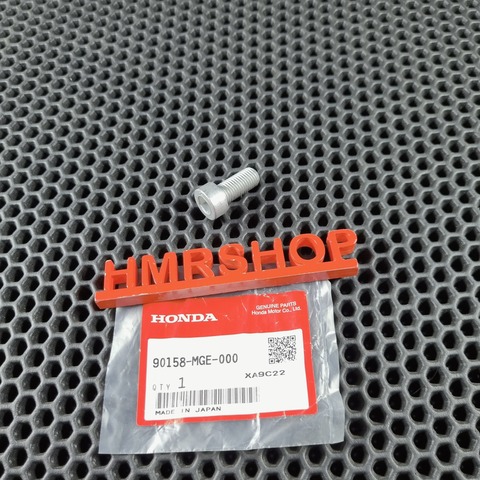 HMRSHOP
HONDA
GENUINE PARTS
Honda Motor Co., Ltd.
90158-MGE-000
XA9C22
QTY 1
MADE IN JAPAN